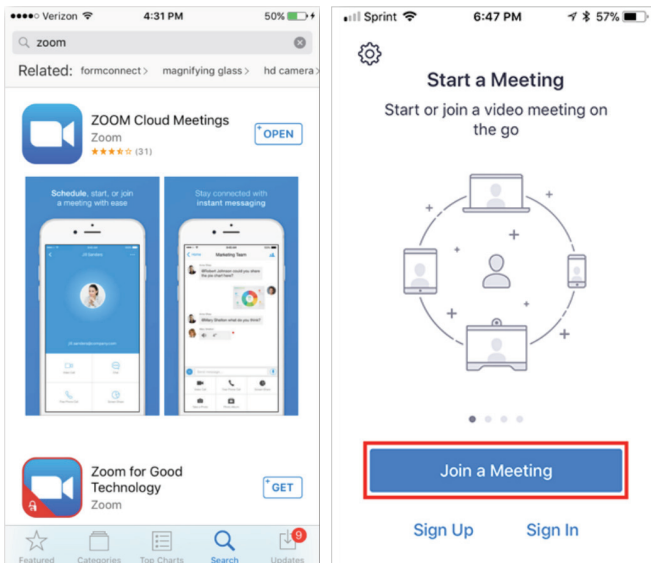 Verizon 4:31 PM 50%
zoom
Related: formconnect > magnifying glass > hd camera >
ZOOM Cloud Meetings
Zoom
(31)
OPEN
Schedule, start, or join
a meeting with ease
Stay connected with
instant messaging
Marketing Team
Zoom for Good
Technology
Zoom
GET
9
Featured Categories Top Charts Search Updates
Sprint 6:47 PM 57%
Start a Meeting
Start or join a video meeting on
the go
Join a Meeting
Sign Up Sign In